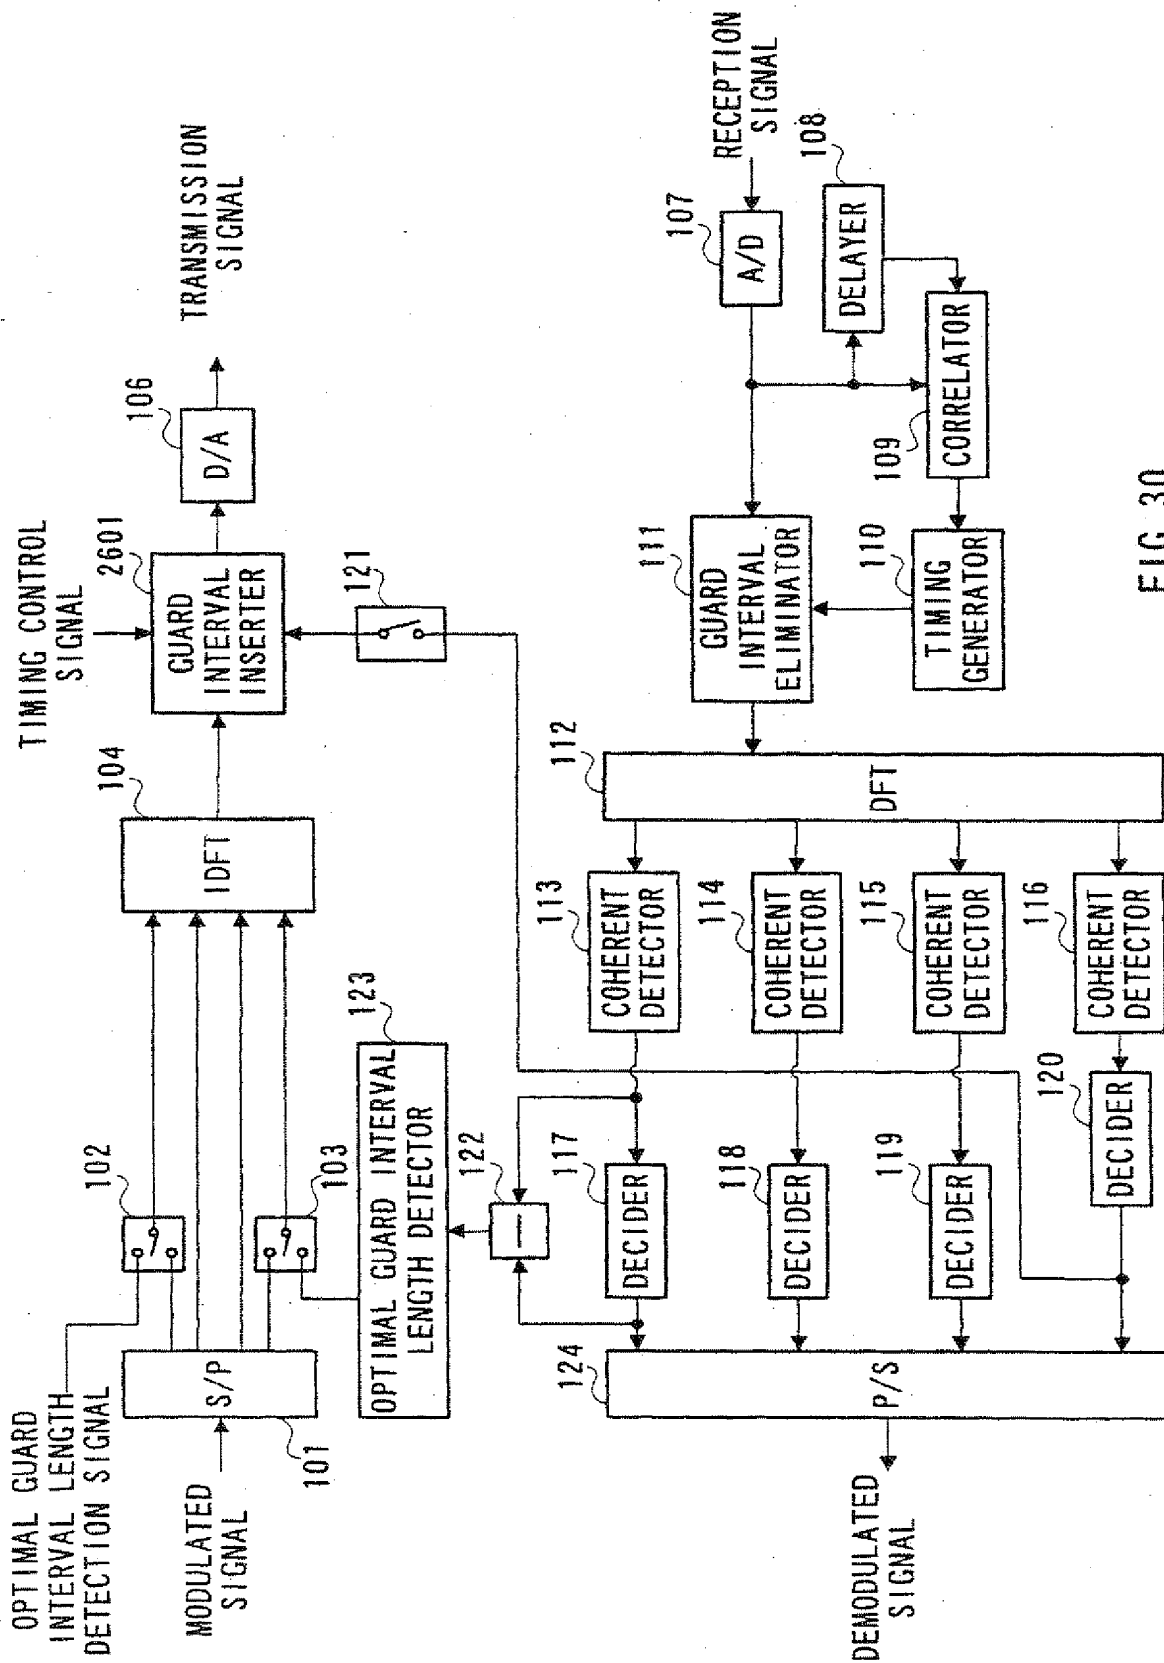 OPTIMAL GUARD
INTERVAL LENGTH
DETECTION SIGNAL
MODULATED
SIGNAL
101
S/P
102
103
104
IDFT
TIMING CONTROL
SIGNAL
2601
GUARD
INTERVAL
INSERTER
106
D/A
TRANSMISSION
SIGNAL
121
123
OPTIMAL GUARD INTERVAL
LENGTH DETECTOR
122
RECEPTION
SIGNAL
107
A/D
108
DELAYER
109
CORRELATOR
110
TIMING
GENERATOR
111
GUARD
INTERVAL
ELIMINATOR
112
DFT
113
COHERENT
DETECTOR
114
COHERENT
DETECTOR
115
COHERENT
DETECTOR
116
COHERENT
DETECTOR
117
DECIDER
118
DECIDER
119
DECIDER
120
DECIDER
124
P/S
DEMODULATED
SIGNAL
FIG. 30